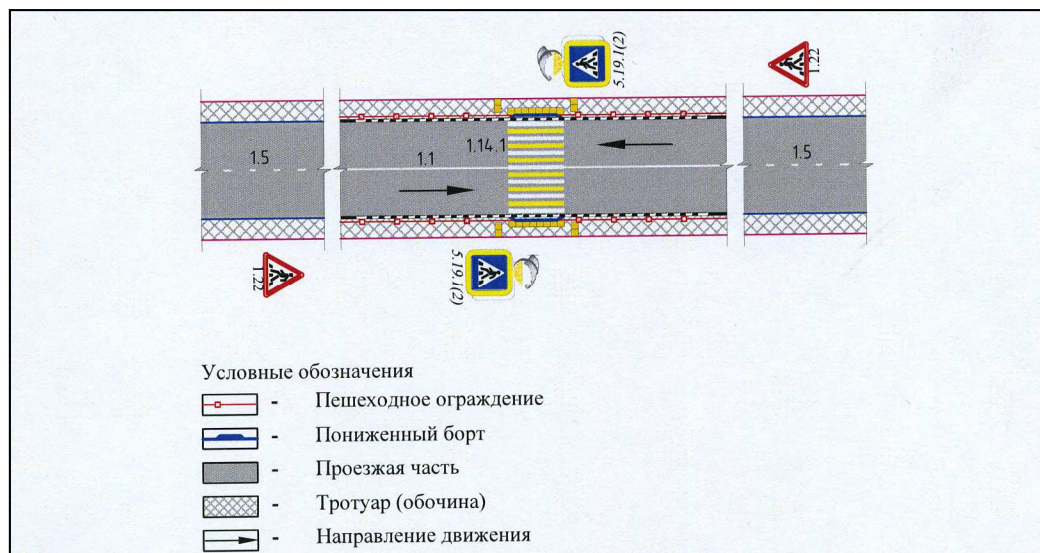 5.19.1(2)
1.22
1.5
1.1
1.14.1
1.5
1.22
5.19.1(2)
Условные обозначения
- Пешеходное ограждение
- Пониженный борт
- Проезжая часть
- Тротуар (обочина)
- Направление движения